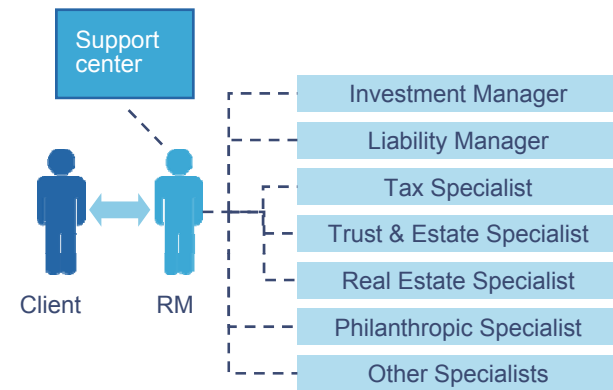 Support
center
Investment Manager
Liability Manager
Tax Specialist
Trust & Estate Specialist
Real Estate Specialist
Philanthropic Specialist
Other Specialists
Client
RM